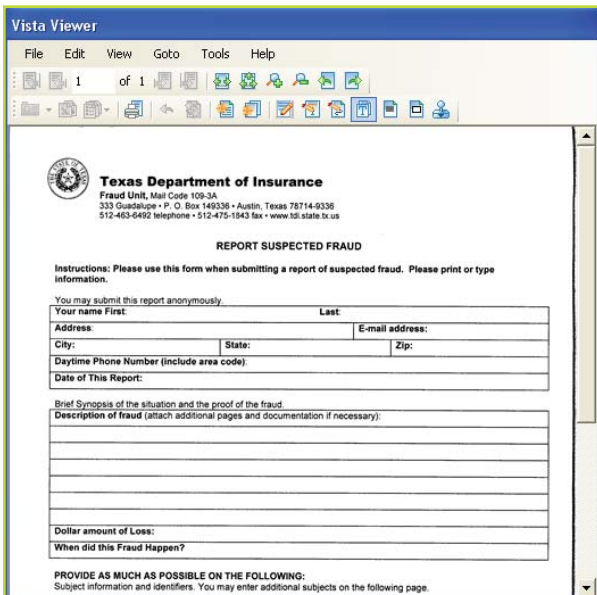 Vista Viewer
File Edit View Goto Tools Help
1 of 1
Texas Department of Insurance
Fraud Unit, Mail Code 109-3A
333 Guadalupe • P. O. Box 149336 • Austin, Texas 78714-9336
512-463-6492 telephone • 512-475-1843 fax • www.tdi.state.tx.us
REPORT SUSPECTED FRAUD
Instructions: Please use this form when submitting a report of suspected fraud. Please print or type
information.
You may submit this report anonymously.
Your name First: Last:
Address: E-mail address:
City: State: Zip:
Daytime Phone Number (include area code):
Date of This Report:
Brief Synopsis of the situation and the proof of the fraud.
Description of fraud (attach additional pages and documentation if necessary):
Dollar amount of Loss:
When did this Fraud Happen?
PROVIDE AS MUCH AS POSSIBLE ON THE FOLLOWING:
Subject information and identifiers. You may enter additional subjects on the following page.